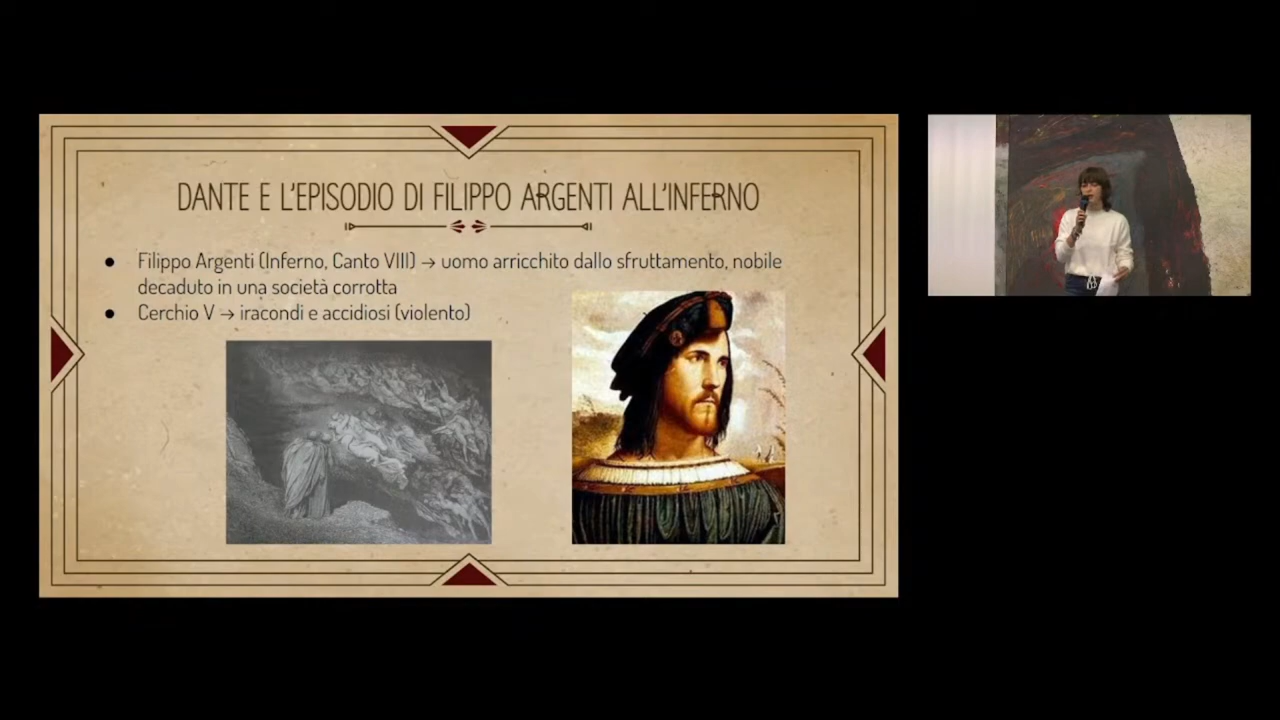 DANTE E L'EPISODIO DI FILIPPO ARGENTI ALL'INFERNO
● Filippo Argenti (Inferno, Canto VIII) → uomo arricchito dallo sfruttamento, nobile
decaduto in una società corrotta
● Cerchio V → iracondi e accidiosi (violento)